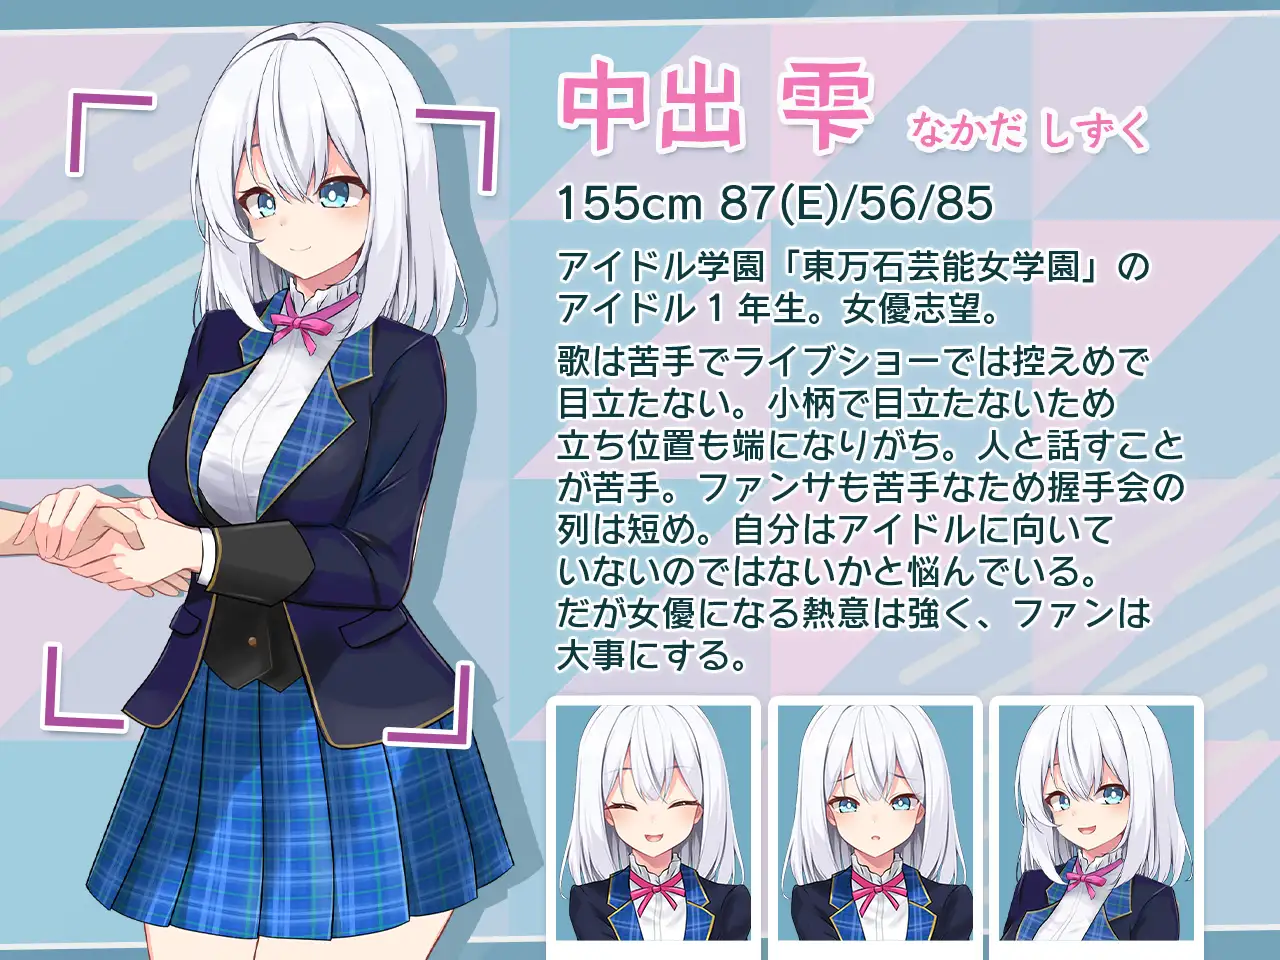 中出 雫 なかだ しずく
155cm 87(E)/56/85
アイドル学園「東万石芸能女学園」の
アイドル1年生。女優志望。
歌は苦手でライブショーでは控えめで
目立たない。小柄で目立たないため
立ち位置も端になりがち。人と話すこと
が苦手。ファンサも苦手なため握手会の
列は短め。自分はアイドルに向いて
いないのではないかと悩んでいる。
だが女優になる熱意は強く、ファンは
大事にする。